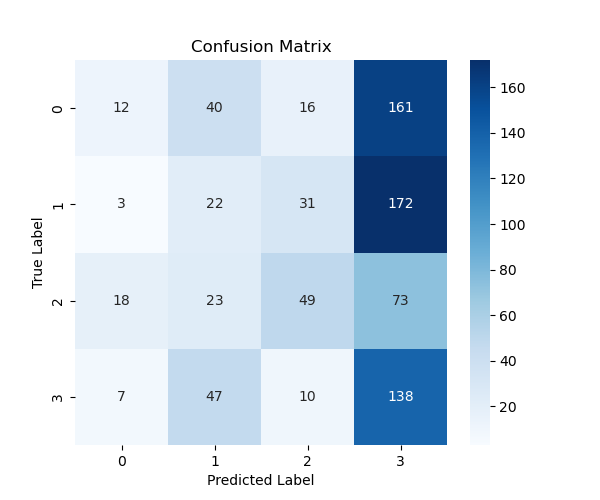 Confusion Matrix
0 12 40 16 161
1 3 22 31 172
2 18 23 49 73
3 7 47 10 138
0 1 2 3
True Label
Predicted Label
160
140
120
100
80
60
40
20